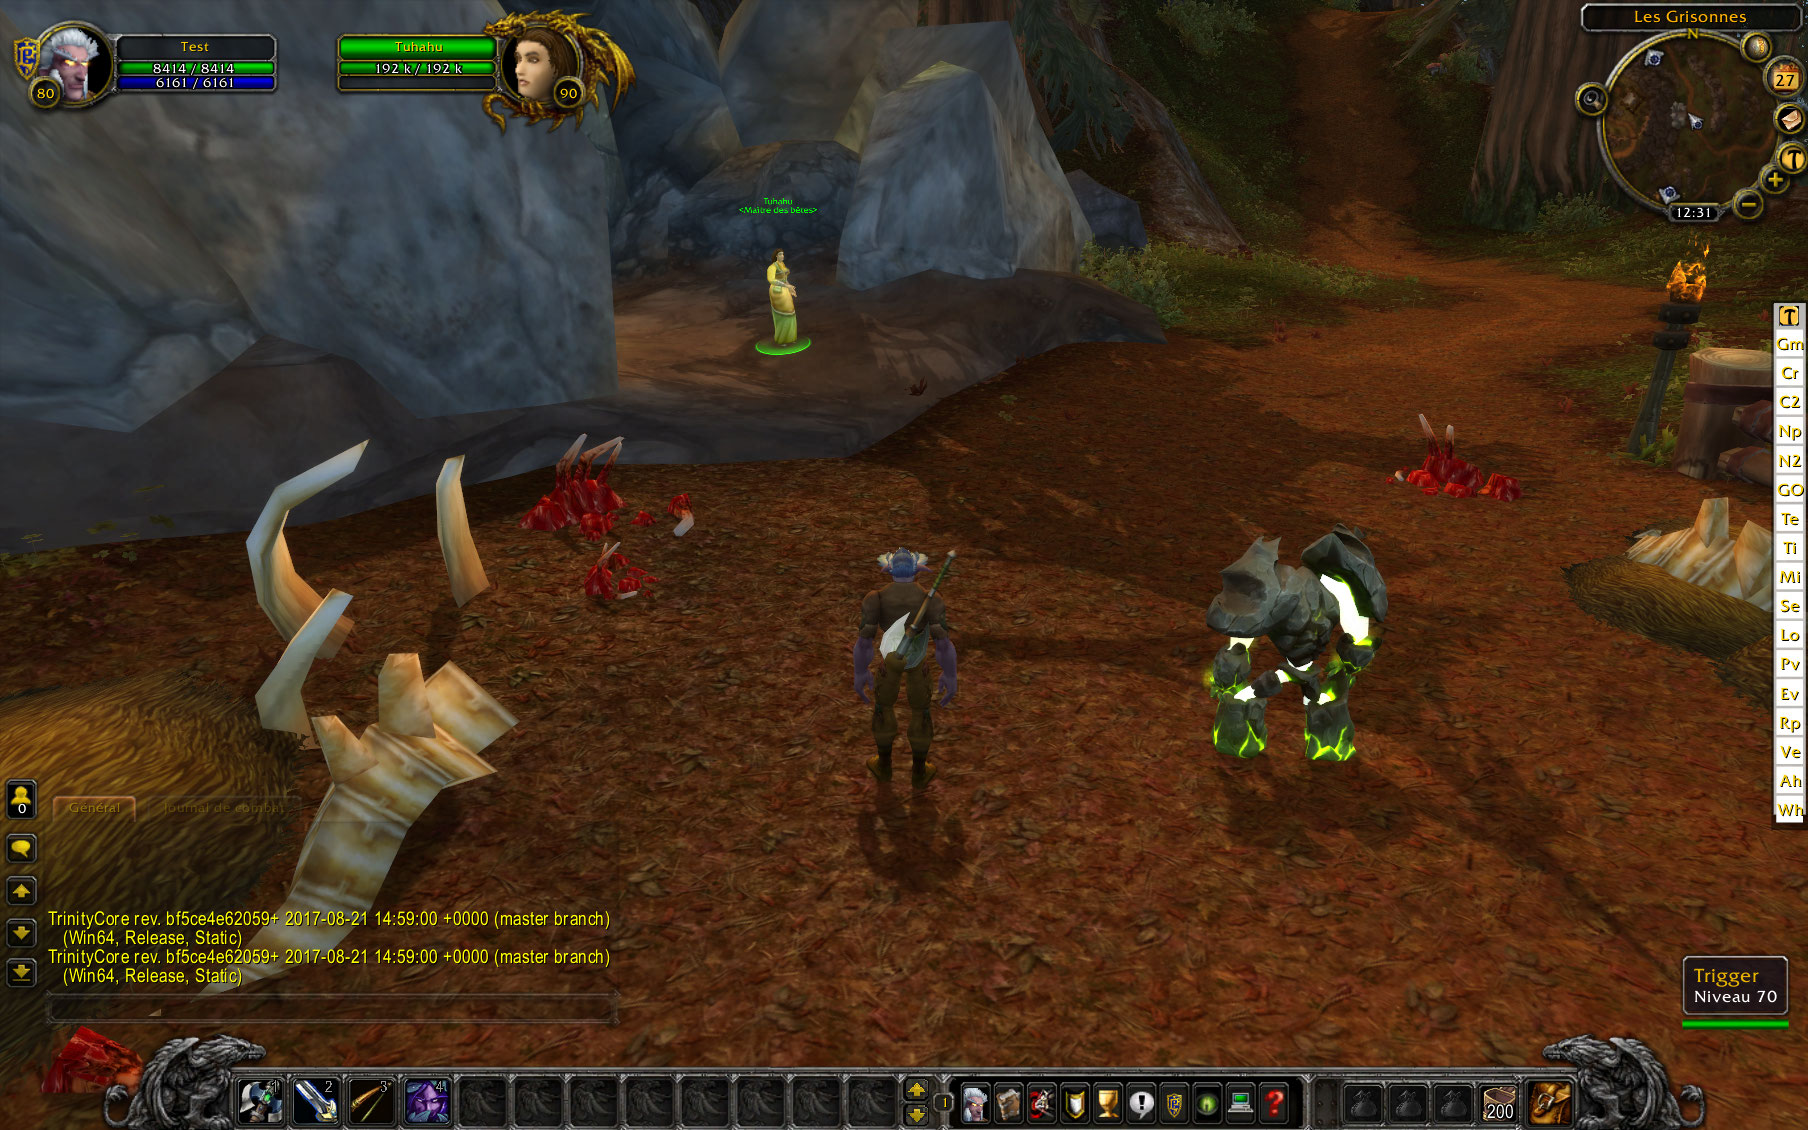 Test
8414 / 8414
6161 / 6161
80
Tuhahu
192 k / 192 k
90
Les Grisonnes
N
27
12:31
Tuhahu
<Maître des bêtes>
Gm
Cr
C2
Np
N2
GO
Te
Ti
Mi
Se
Lo
Pv
Ev
Rp
Ve
Ah
Wh
0
Général
Journal de combat
TrinityCore rev. bf5ce4e62059+ 2017-08-21 14:59:00 +0000 (master branch)
(Win64, Release, Static)
TrinityCore rev. bf5ce4e62059+ 2017-08-21 14:59:00 +0000 (master branch)
(Win64, Release, Static)
Trigger
Niveau 70
1
2
3
4
1
200